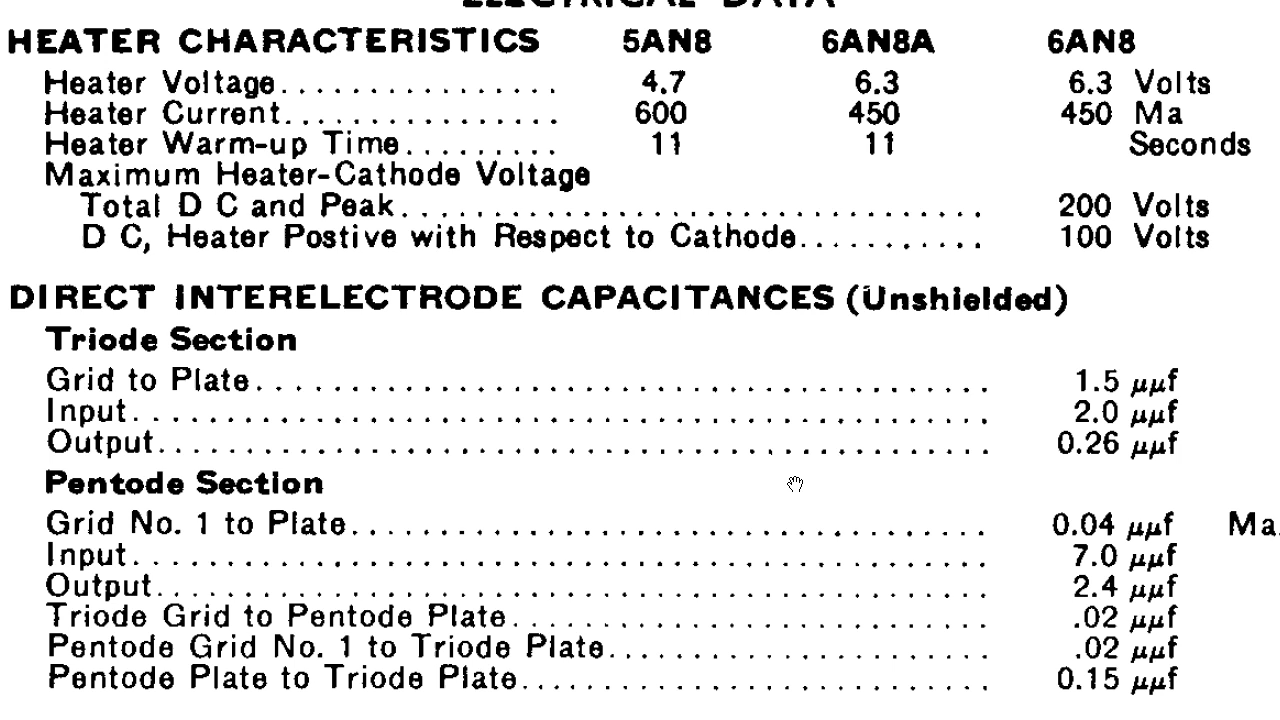 ELECTRICAL DATA
HEATER CHARACTERISTICS 5AN8 6AN8A 6AN8
Heater Voltage................ 4.7 6.3 6.3 Volts
Heater Current................ 600 450 450 Ma
Heater Warm-up Time......... 11 11 Seconds
Maximum Heater-Cathode Voltage
Total D C and Peak.............................. 200 Volts
D C, Heater Postive with Respect to Cathode........... 100 Volts
DIRECT INTERELECTRODE CAPACITANCES (Unshielded)
Triode Section
Grid to Plate..................................... 1.5 μμf
Input........................................... 2.0 μμf
Output.......................................... 0.26 μμf
Pentode Section
Grid No. 1 to Plate................................ 0.04 μμf Ma
Input........................................... 7.0 μμf
Output.......................................... 2.4 μμf
Triode Grid to Pentode Plate........................ .02 μμf
Pentode Grid No. 1 to Triode Plate................... .02 μμf
Pentode Plate to Triode Plate........................ 0.15 μμf